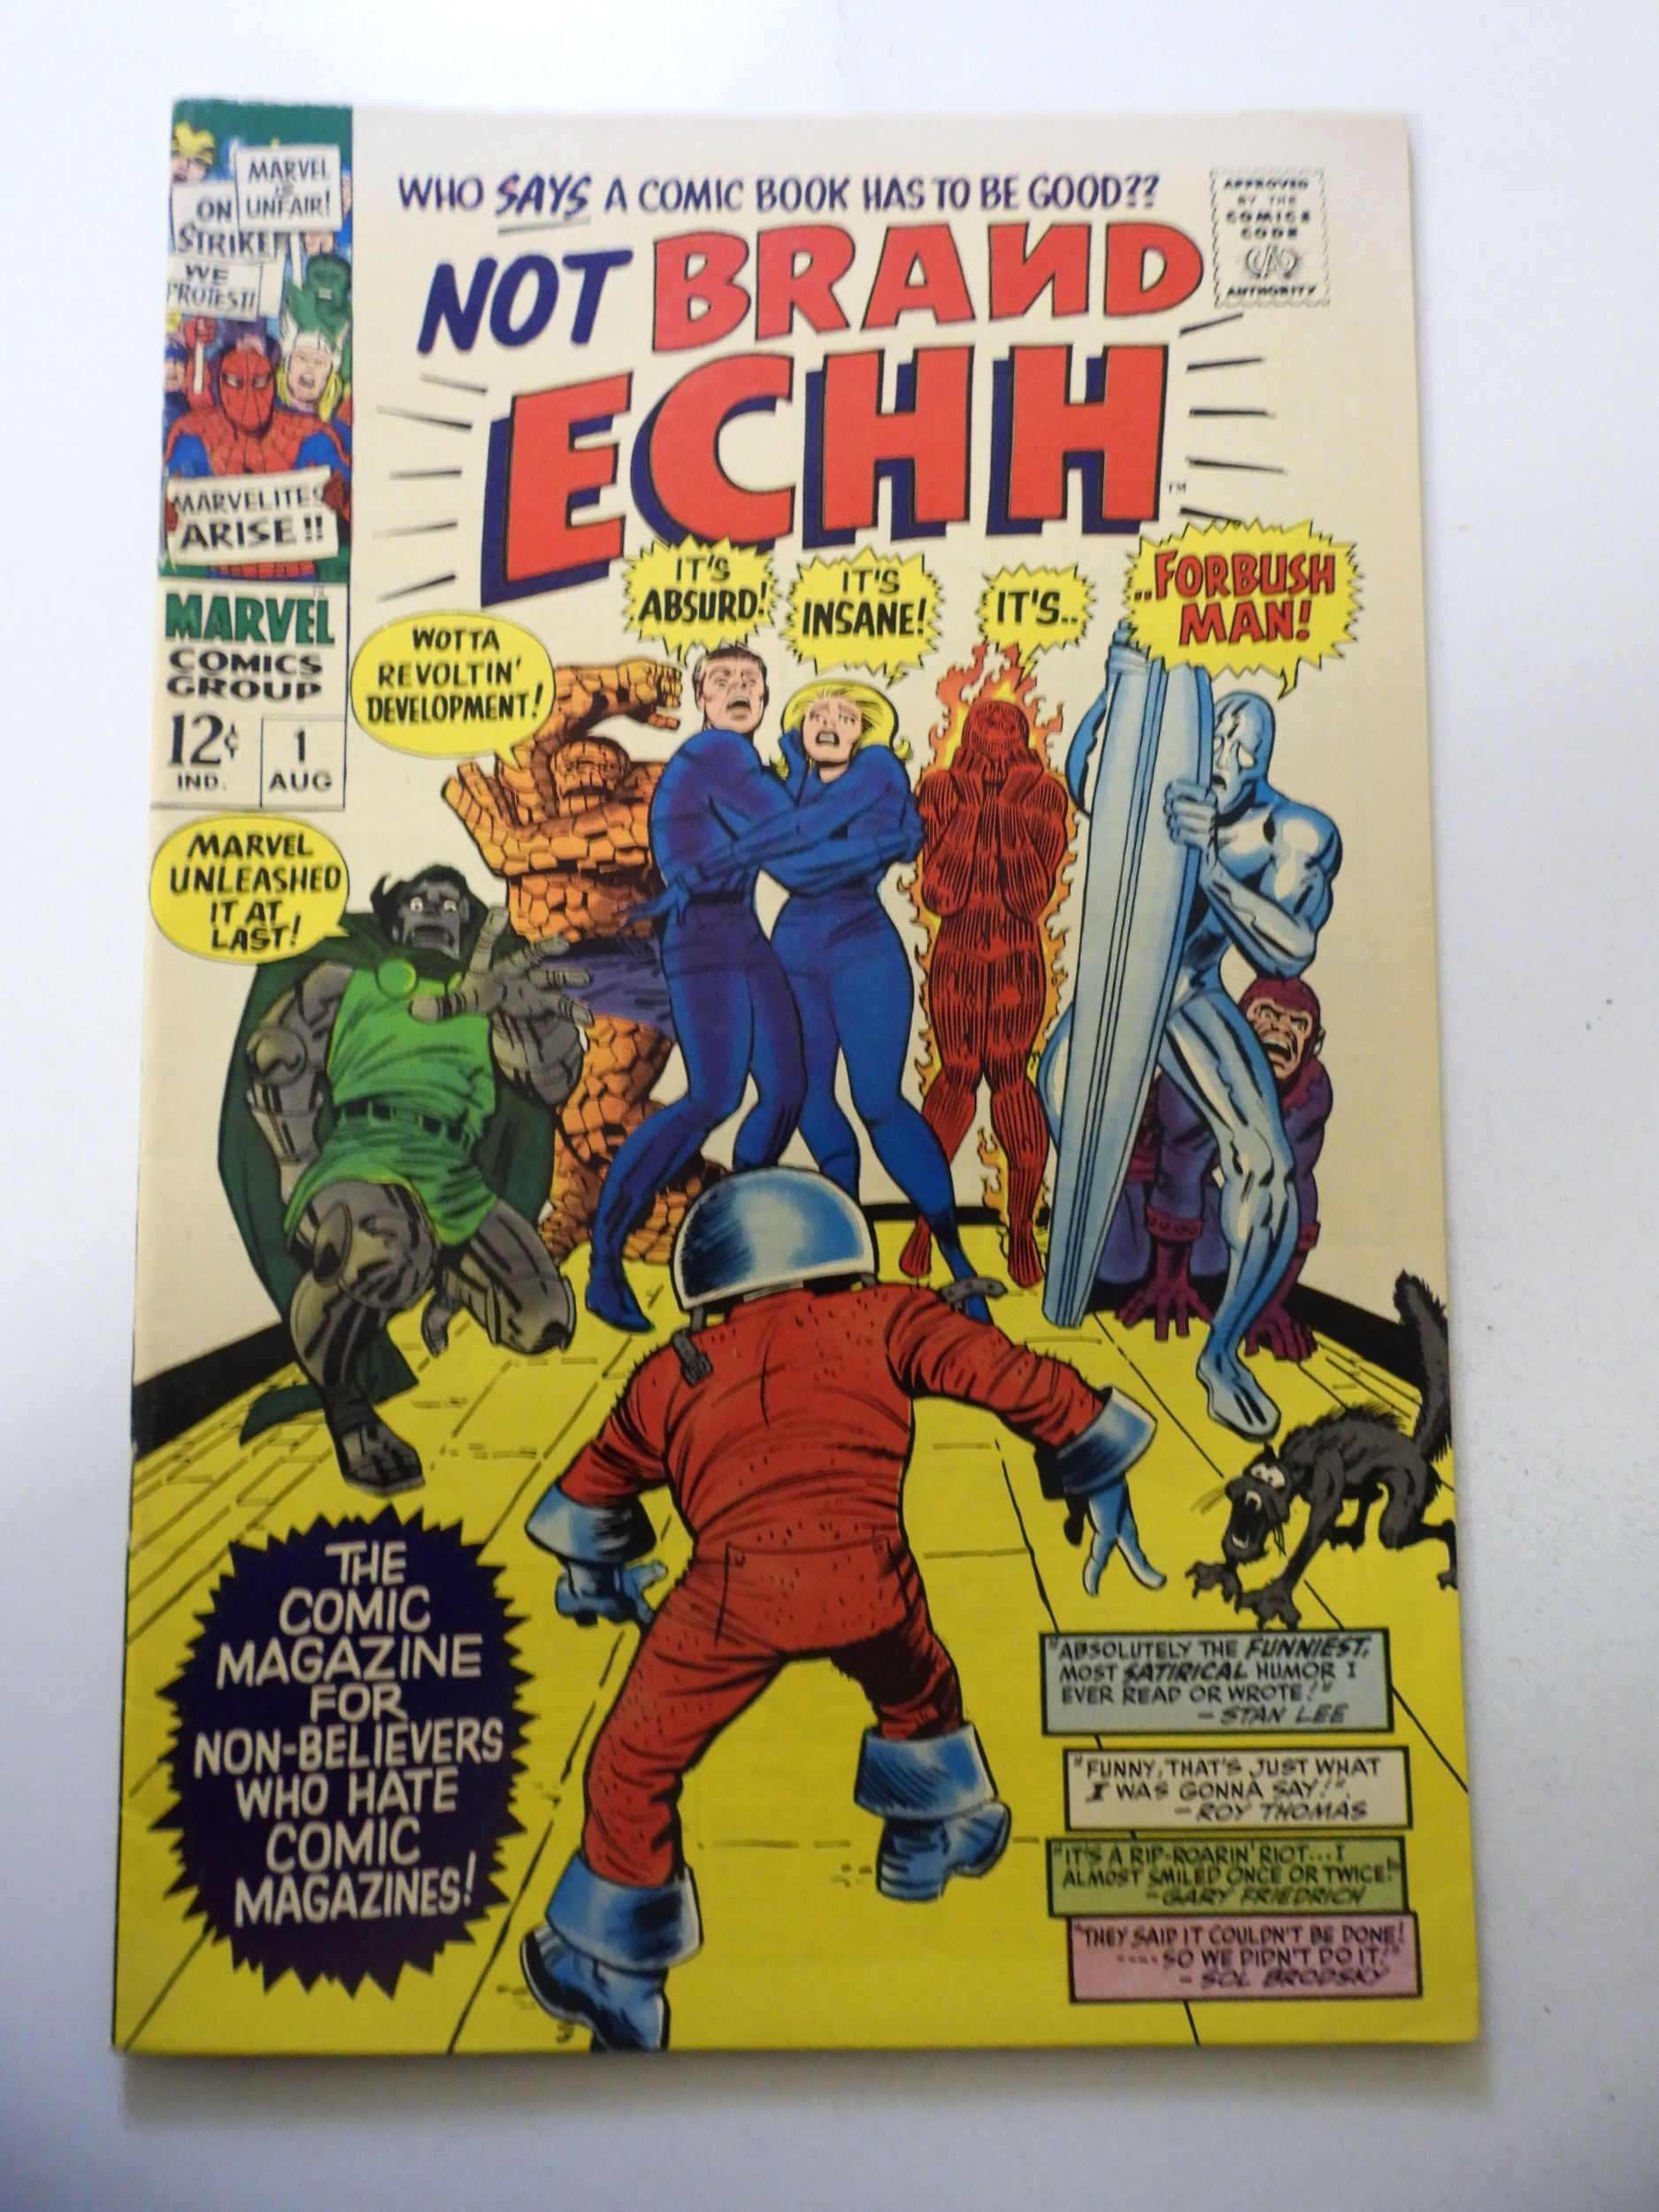 MARVEL
IS
UNFAIR!
ON
STRIKE!
WE
PROTEST!!
MARVELITES
ARISE!!
MARVEL
COMICS
GROUP
12¢
IND.
1
AUG
WHO SAYS A COMIC BOOK HAS TO BE GOOD??
NOT BRAND
ECHH
TM
APPROVED
BY THE
COMICS
CODE
CA
AUTHORITY
MARVEL
UNLEASHED
IT AT
LAST!
WOTTA
REVOLTIN'
DEVELOPMENT!
IT'S
ABSURD!
IT'S
INSANE!
IT'S..
..FORBUSH
MAN!
THE
COMIC
MAGAZINE
FOR
NON-BELIEVERS
WHO HATE
COMIC
MAGAZINES!
"ABSOLUTELY THE FUNNIEST,
MOST SATIRICAL HUMOR I
EVER READ OR WROTE!"
— STAN LEE
"FUNNY, THAT'S JUST WHAT
I WAS GONNA SAY!".
— ROY THOMAS
"IT'S A RIP-ROARIN' RIOT...I
ALMOST SMILED ONCE OR TWICE!"
— GARY FRIEDRICH
"THEY SAID IT COULDN'T BE DONE!
----SO WE DIDN'T DO IT!"
— SOL BRODSKY